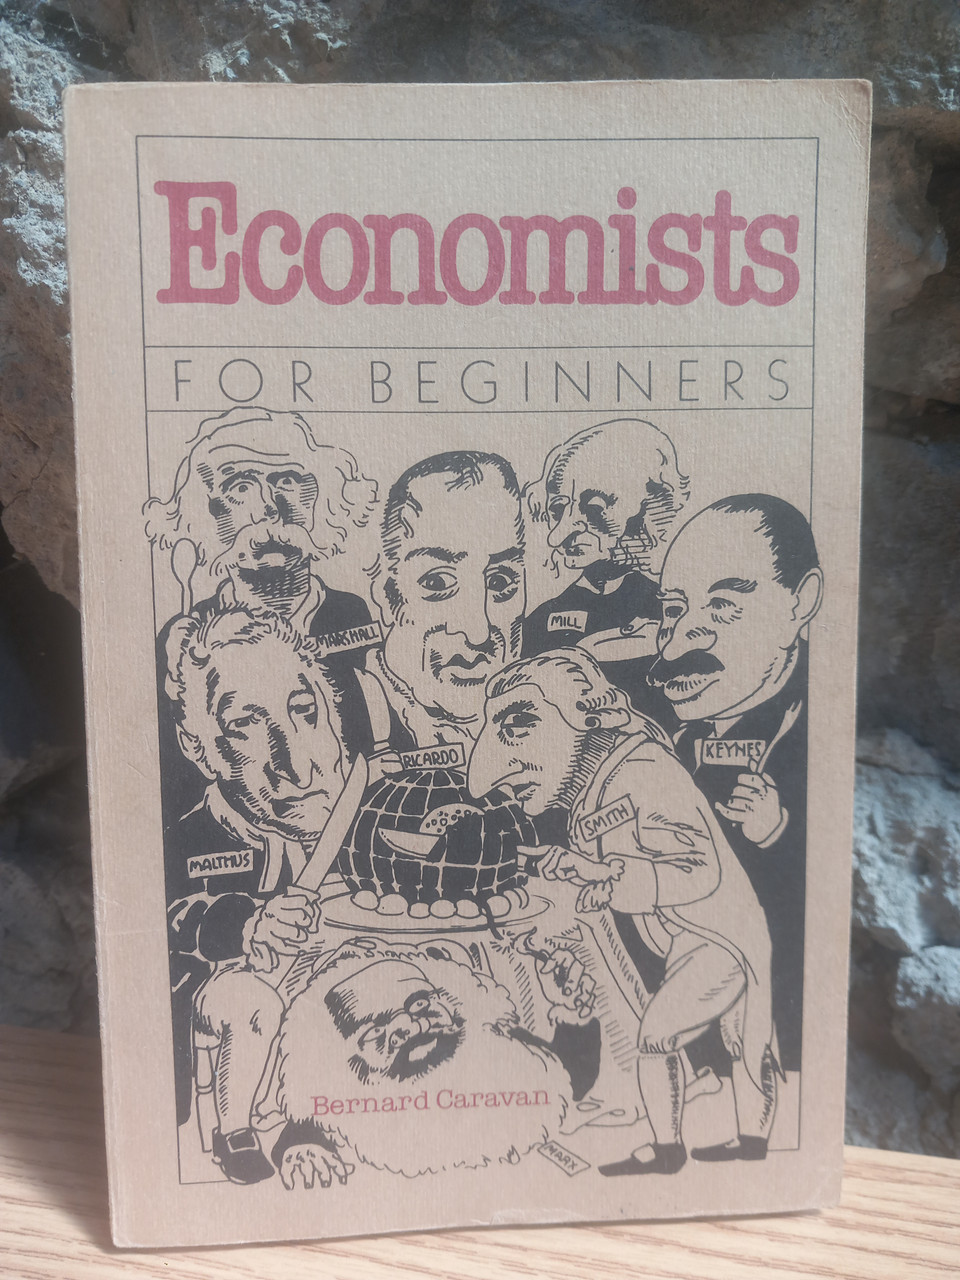 Economists
FOR BEGINNERS
MARSHALL
MILL
KEYNES
RICARDO
SMITH
MALTHUS
Bernard Caravan
MARX